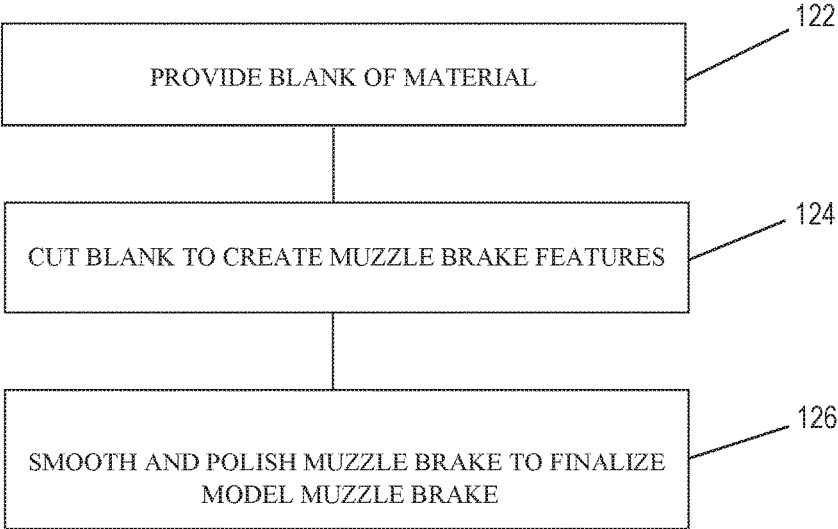 122
PROVIDE BLANK OF MATERIAL
124
CUT BLANK TO CREATE MUZZLE BRAKE FEATURES
126
SMOOTH AND POLISH MUZZLE BRAKE TO FINALIZE
MODEL MUZZLE BRAKE